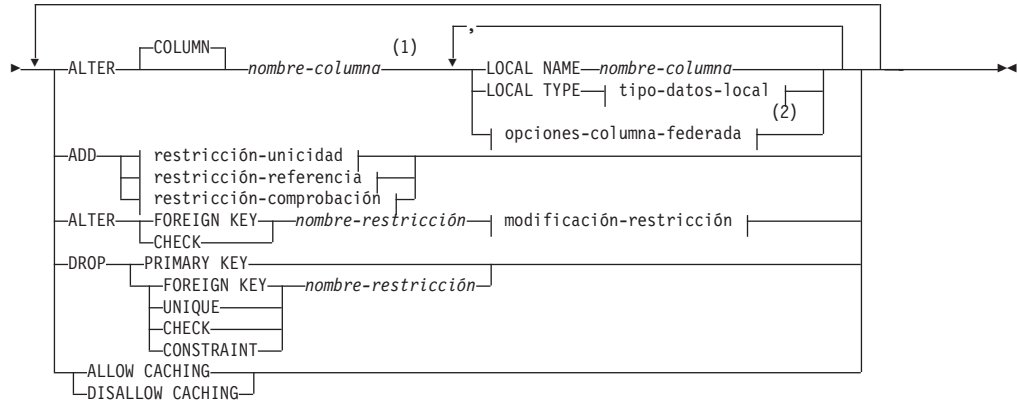 COLUMN (1) ,
ALTER nombre-columna LOCAL NAME nombre-columna
LOCAL TYPE tipo-datos-local
(2)
opciones-columna-federada
ADD restricción-unicidad
restricción-referencia
restricción-comprobación
ALTER FOREIGN KEY nombre-restricción modificación-restricción
CHECK
DROP PRIMARY KEY
FOREIGN KEY nombre-restricción
UNIQUE
CHECK
CONSTRAINT
ALLOW CACHING
DISALLOW CACHING